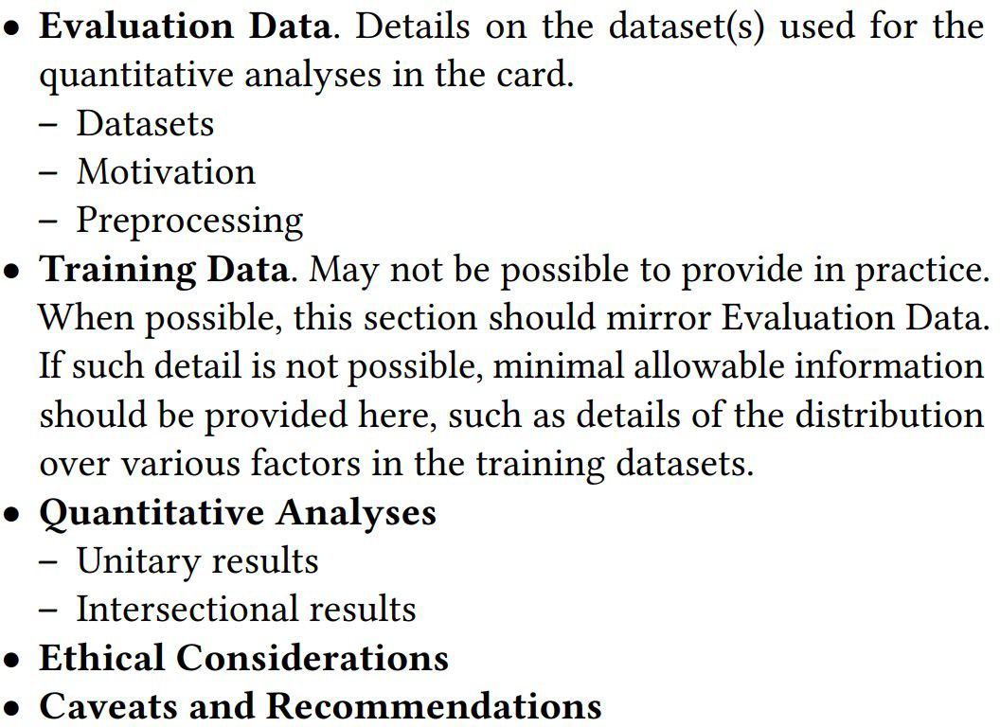 • Evaluation Data. Details on the dataset(s) used for the
quantitative analyses in the card.
– Datasets
– Motivation
– Preprocessing
• Training Data. May not be possible to provide in practice.
When possible, this section should mirror Evaluation Data.
If such detail is not possible, minimal allowable information
should be provided here, such as details of the distribution
over various factors in the training datasets.
• Quantitative Analyses
– Unitary results
– Intersectional results
• Ethical Considerations
• Caveats and Recommendations